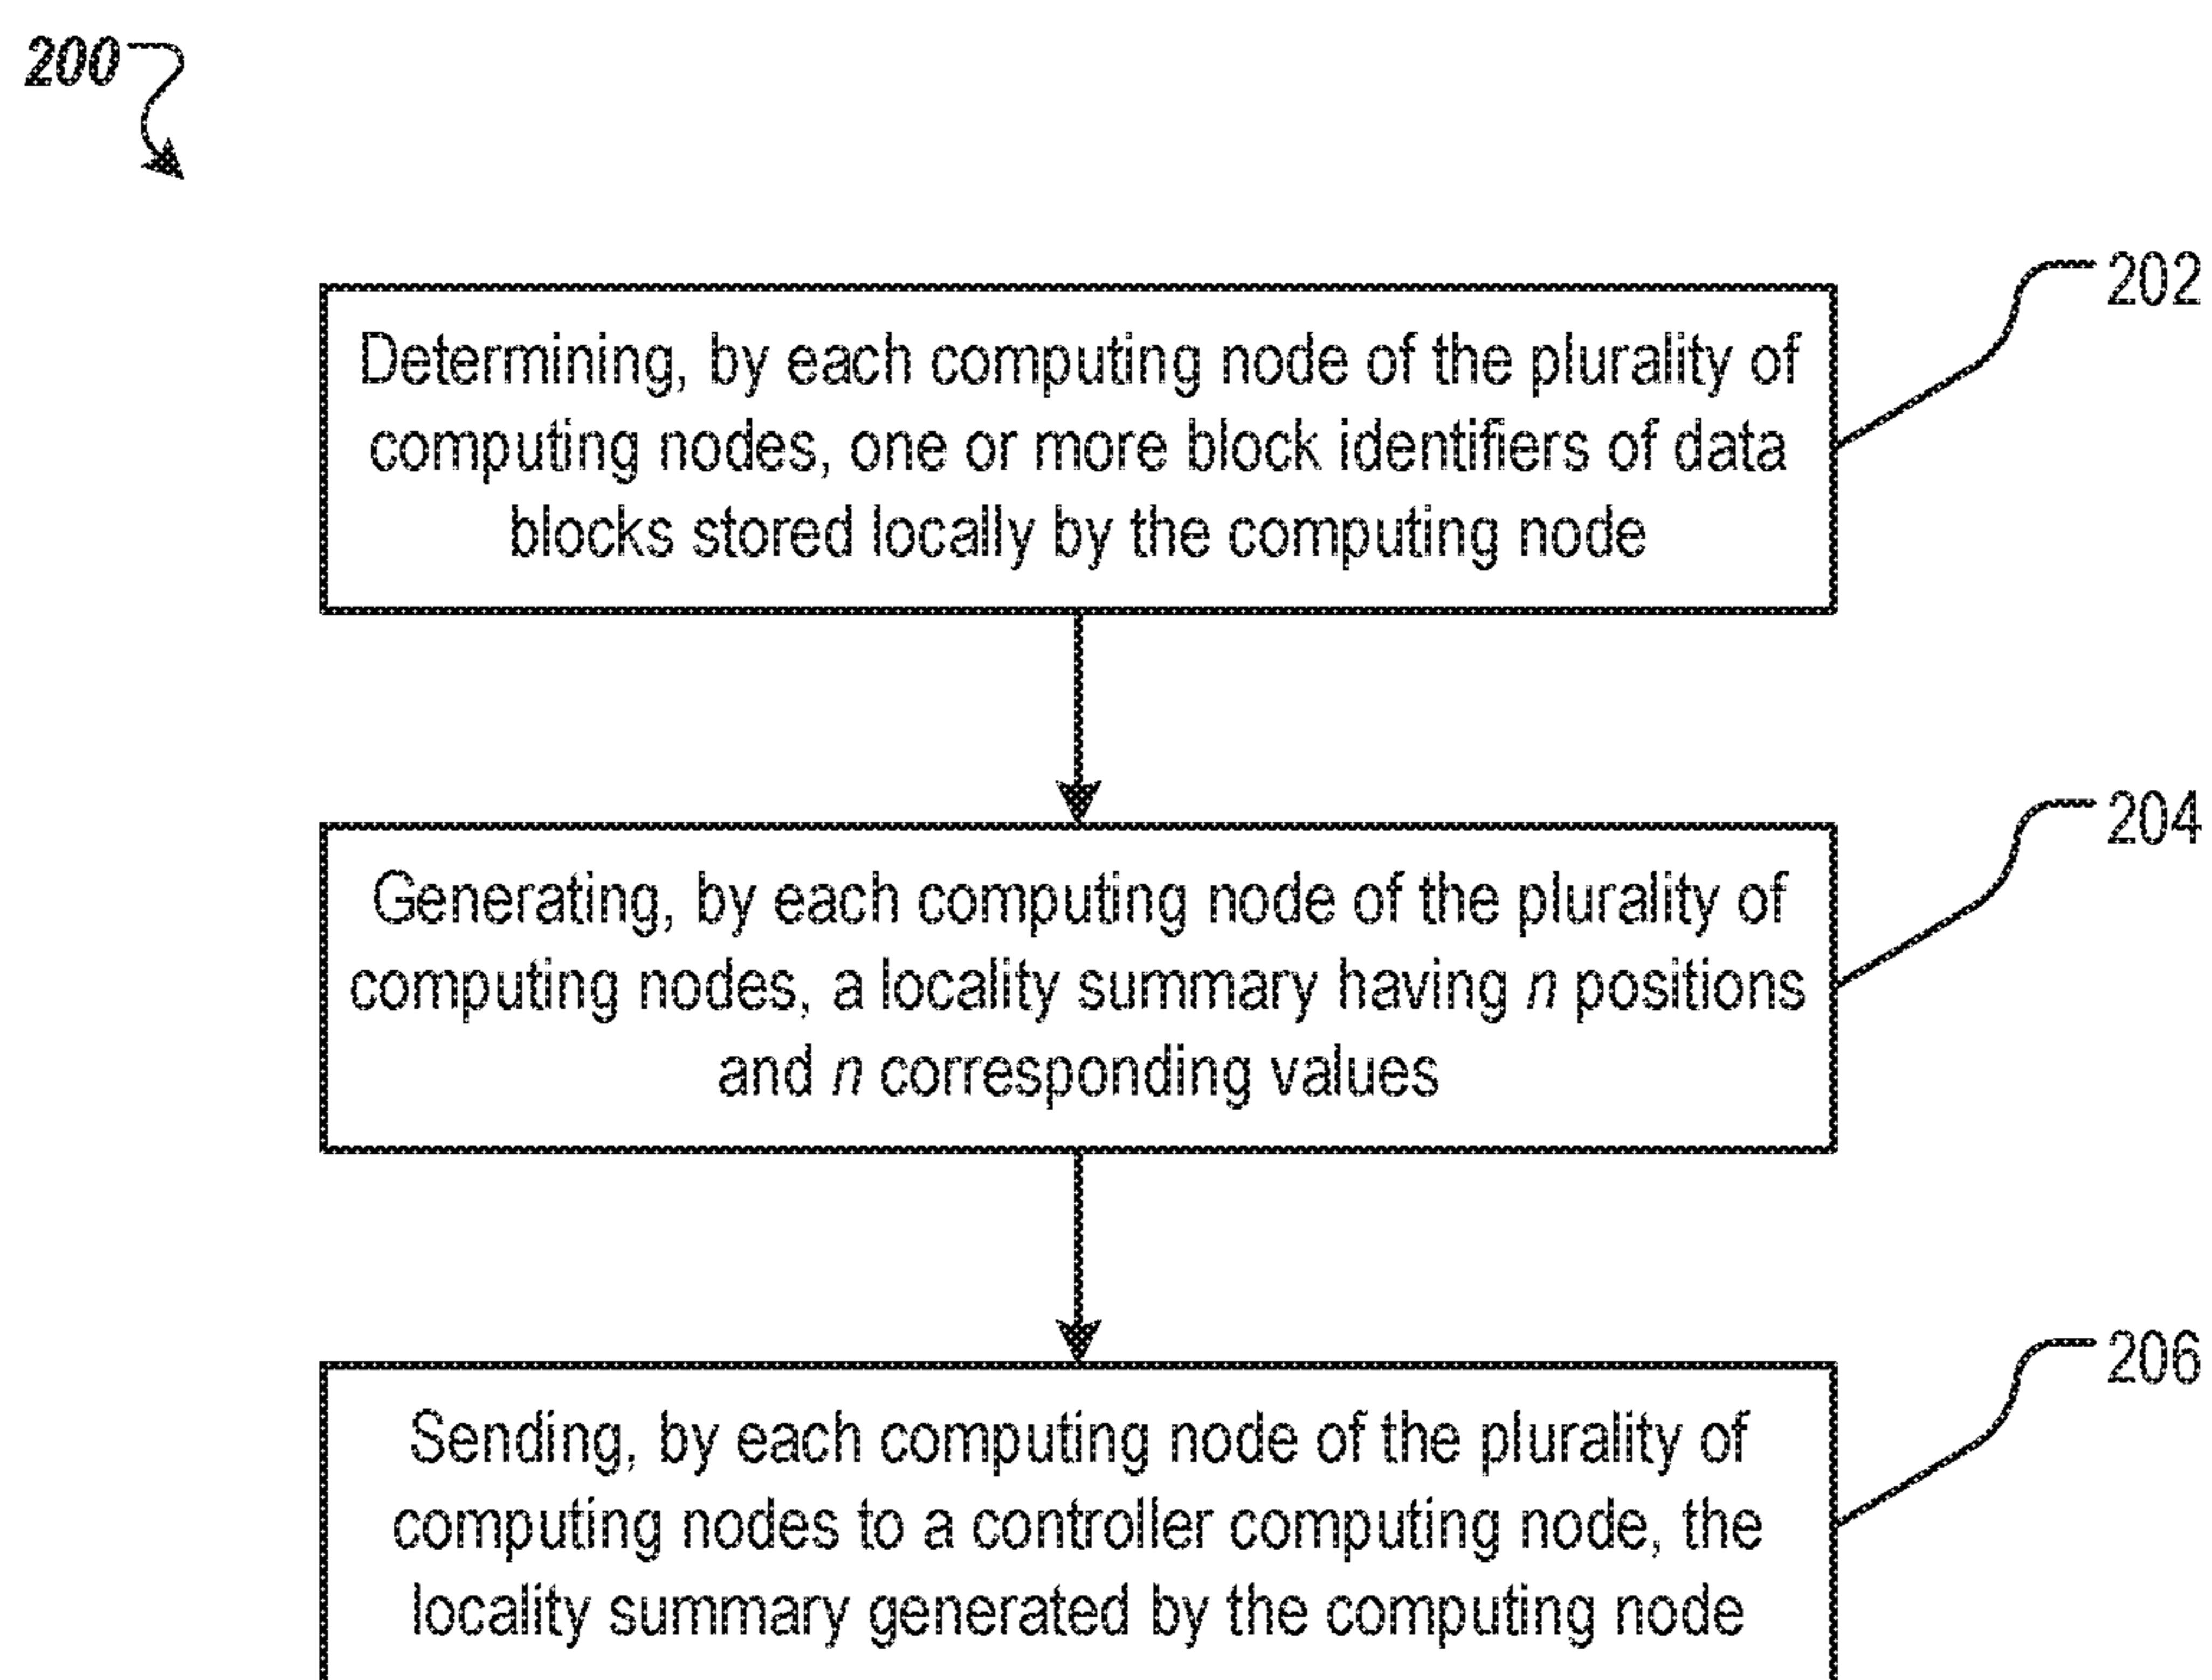 200
202
Determining, by each computing node of the plurality of
computing nodes, one or more block identifiers of data
blocks stored locally by the computing node
204
Generating, by each computing node of the plurality of
computing nodes, a locality summary having n positions
and n corresponding values
206
Sending, by each computing node of the plurality of
computing nodes to a controller computing node, the
locality summary generated by the computing node